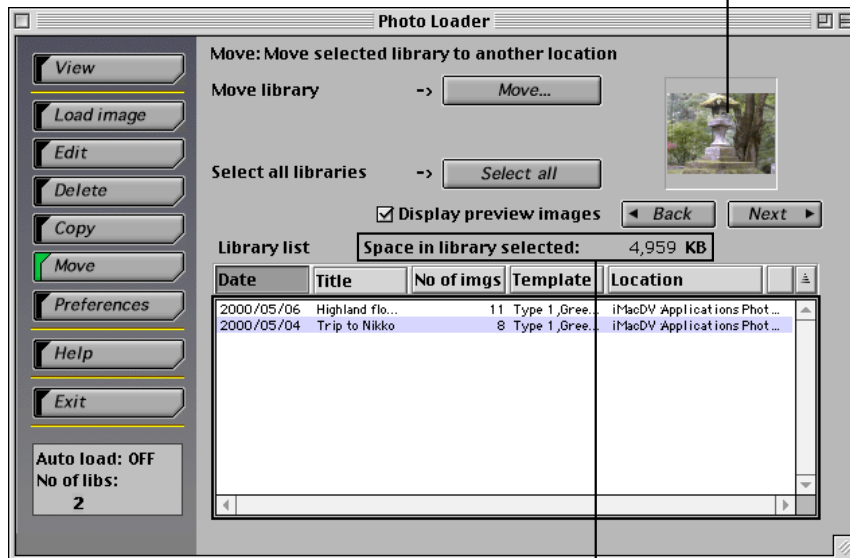 Photo Loader
View
Load image
Edit
Delete
Copy
Move
Preferences
Help
Exit
Auto load: OFF
No of libs:
2
Move: Move selected library to another location
Move library -> Move...
Select all libraries -> Select all
Display preview images ◄ Back Next ►
Library list Space in library selected: 4,959 KB
Date Title No of imgs Template Location
2000/05/06 Highland flo... 11 Type 1 ,Gree... iMacDV :Applications Phot...
2000/05/04 Trip to Nikko 8 Type 1 ,Gree... iMacDV :Applications Phot...